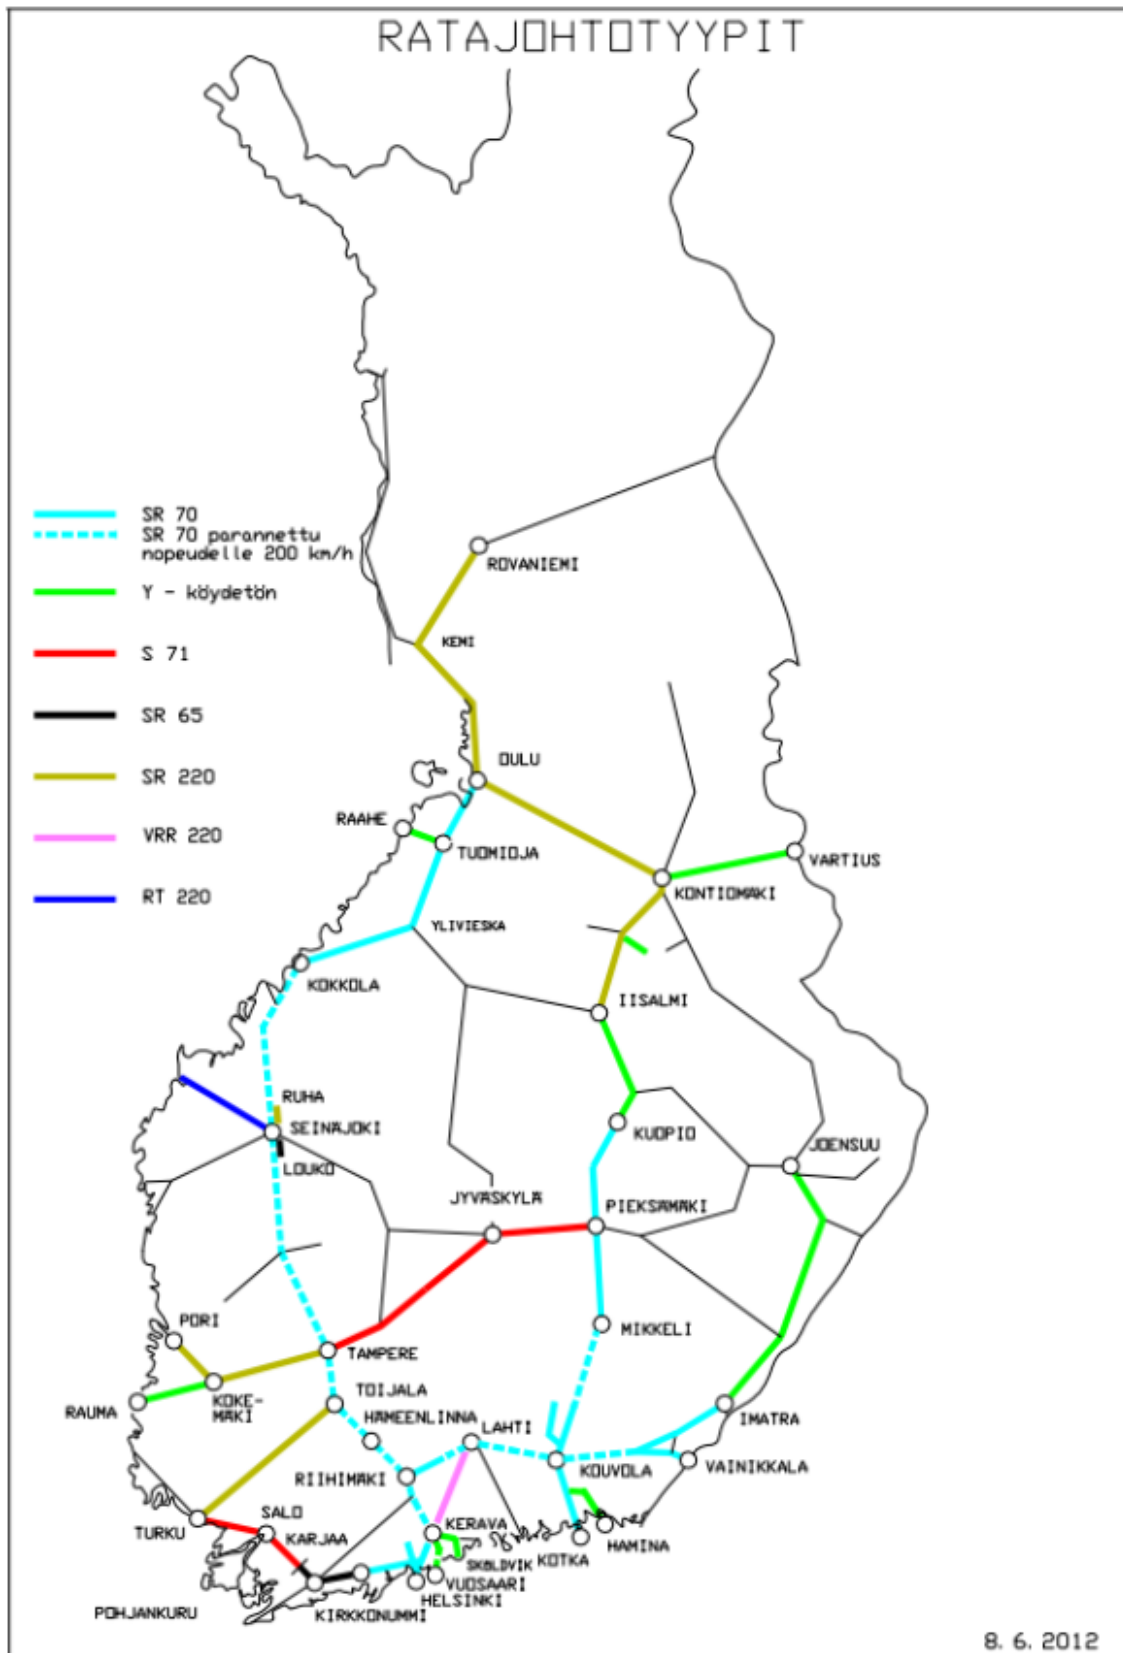 RATAJOHTOTYYPIT
SR 70
SR 70 parannettu
nopeudelle 200 km/h
Y - köydetön
S 71
SR 65
SR 220
VRR 220
RT 220
ROVANIEMI
KEMI
OULU
RAAHE
TUOMIOJA
VARTIUS
KONTIOMÄKI
YLIVIESKA
KOKKOLA
IISALMI
RUHA
SEINÄJOKI
KUOPIO
JOENSUU
LOUKO
JYVÄSKYLÄ
PIEKSÄMÄKI
PORI
MIKKELI
TAMPERE
TOIJALA
KOKE-
MÄKI
RAUMA
HÄMEENLINNA
LAHTI
IMATRA
RIIHIMÄKI
KOUVOLA
VAINIKKALA
SALO
TURKU
KARJAA
KERAVA
HAMINA
SKÖLDVIK
KOTKA
VUOSAARI
HELSINKI
POHJANKURU
KIRKKONUMMI
8. 6. 2012